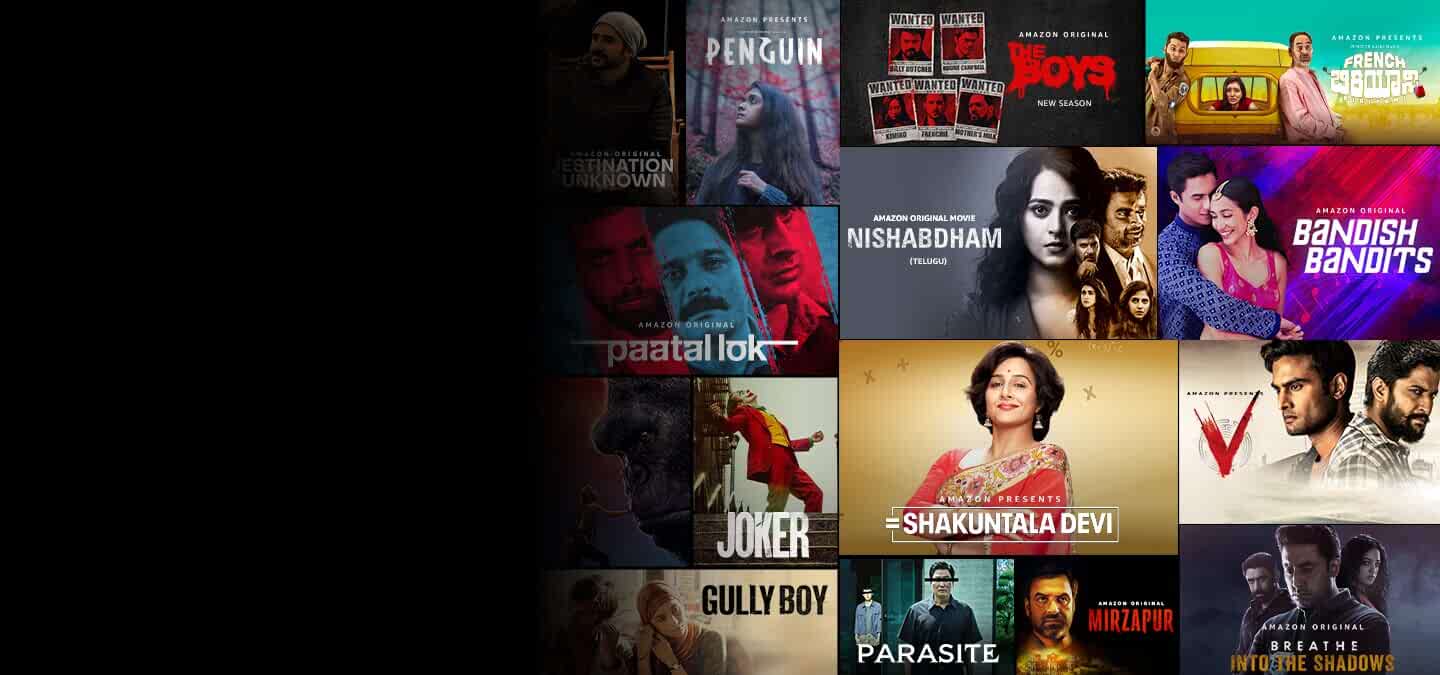 AMAZON ORIGINAL
DESTINATION
UNKNOWN
AMAZON PRESENTS
PENGUIN
WANTED
BILLY BUTCHER
WANTED
WANTED
KIMIKO
WANTED
FRENCHIE
WANTED
MOTHER'S MILK
AMAZON ORIGINAL
THE
BOYS
NEW SEASON
AMAZON PRESENTS
FRENCH
ಬಿರಿಯಾನಿ
AMAZON ORIGINAL
paatal lok
AMAZON ORIGINAL MOVIE
NISHABDHAM
(TELUGU)
AMAZON ORIGINAL
BANDISH
BANDITS
JOKER
AMAZON PRESENTS
=SHAKUNTALA DEVI
AMAZON PRESENTS
V
GULLY BOY
PARASITE
AMAZON ORIGINAL
MIRZAPUR
AMAZON ORIGINAL
BREATHE
INTO THE SHADOWS